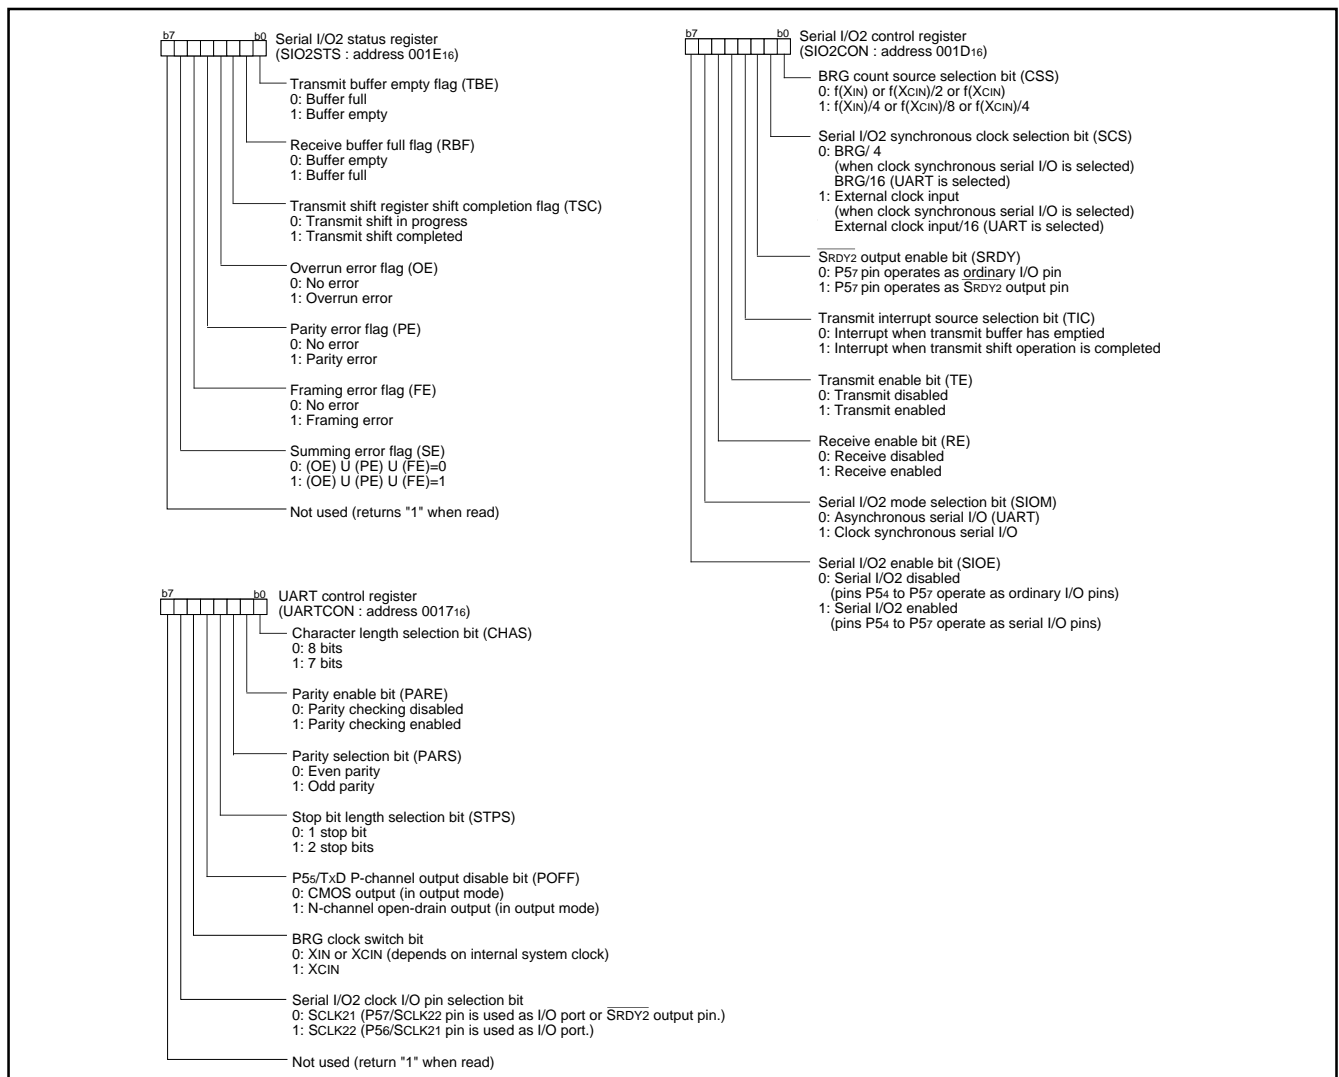 b7 b0 Serial I/O2 status register
(SIO2STS : address 001E16)
Transmit buffer empty flag (TBE)
0: Buffer full
1: Buffer empty
Receive buffer full flag (RBF)
0: Buffer empty
1: Buffer full
Transmit shift register shift completion flag (TSC)
0: Transmit shift in progress
1: Transmit shift completed
Overrun error flag (OE)
0: No error
1: Overrun error
Parity error flag (PE)
0: No error
1: Parity error
Framing error flag (FE)
0: No error
1: Framing error
Summing error flag (SE)
0: (OE) U (PE) U (FE)=0
1: (OE) U (PE) U (FE)=1
Not used (returns "1" when read)
b7 b0 UART control register
(UARTCON : address 001716)
Character length selection bit (CHAS)
0: 8 bits
1: 7 bits
Parity enable bit (PARE)
0: Parity checking disabled
1: Parity checking enabled
Parity selection bit (PARS)
0: Even parity
1: Odd parity
Stop bit length selection bit (STPS)
0: 1 stop bit
1: 2 stop bits
P55/TxD P-channel output disable bit (POFF)
0: CMOS output (in output mode)
1: N-channel open-drain output (in output mode)
BRG clock switch bit
0: XIN or XCIN (depends on internal system clock)
1: XCIN
Serial I/O2 clock I/O pin selection bit
0: SCLK21 (P57/SCLK22 pin is used as I/O port or SRDY2 output pin.)
1: SCLK22 (P56/SCLK21 pin is used as I/O port.)
Not used (return "1" when read)
b7 b0 Serial I/O2 control register
(SIO2CON : address 001D16)
BRG count source selection bit (CSS)
0: f(XIN) or f(XCIN)/2 or f(XCIN)
1: f(XIN)/4 or f(XCIN)/8 or f(XCIN)/4
Serial I/O2 synchronous clock selection bit (SCS)
0: BRG/ 4
(when clock synchronous serial I/O is selected)
BRG/16 (UART is selected)
1: External clock input
(when clock synchronous serial I/O is selected)
External clock input/16 (UART is selected)
SRDY2 output enable bit (SRDY)
0: P57 pin operates as ordinary I/O pin
1: P57 pin operates as SRDY2 output pin
Transmit interrupt source selection bit (TIC)
0: Interrupt when transmit buffer has emptied
1: Interrupt when transmit shift operation is completed
Transmit enable bit (TE)
0: Transmit disabled
1: Transmit enabled
Receive enable bit (RE)
0: Receive disabled
1: Receive enabled
Serial I/O2 mode selection bit (SIOM)
0: Asynchronous serial I/O (UART)
1: Clock synchronous serial I/O
Serial I/O2 enable bit (SIOE)
0: Serial I/O2 disabled
(pins P54 to P57 operate as ordinary I/O pins)
1: Serial I/O2 enabled
(pins P54 to P57 operate as serial I/O pins)